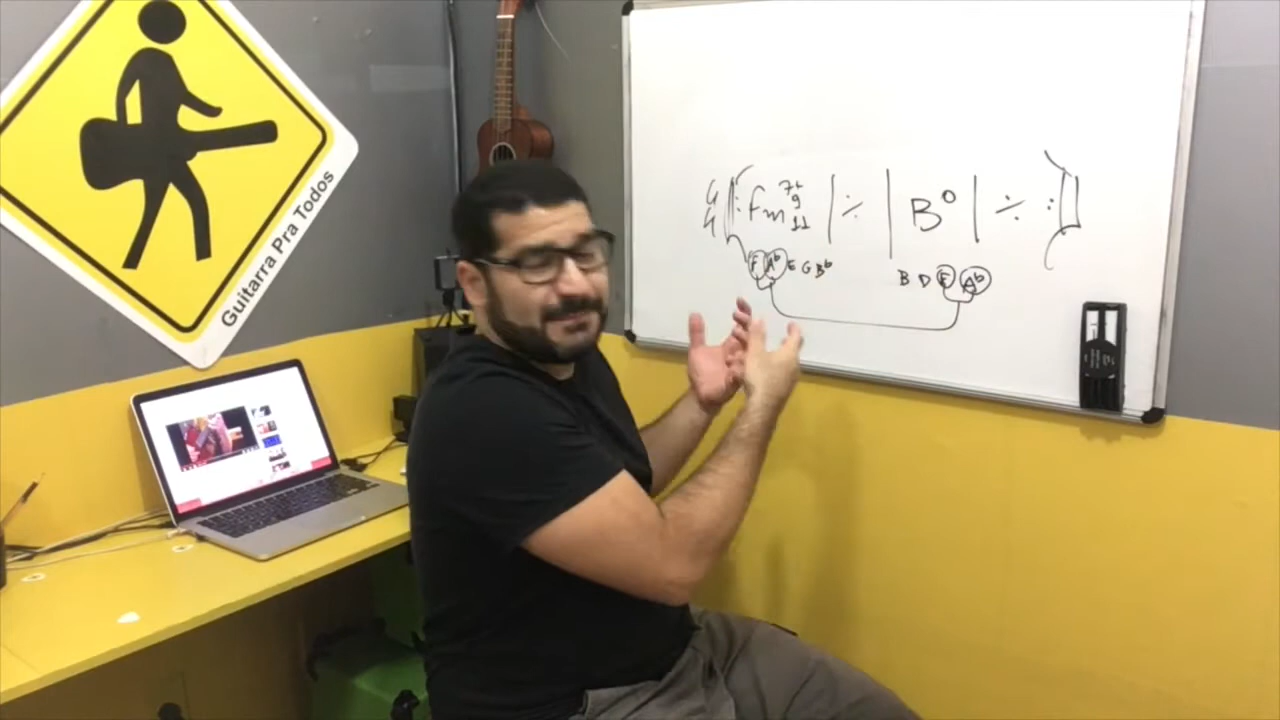 Guitarra Pra Todos
4 4 ‖: Fm 7+ 9 11 | ∕. | B° | ∕. :‖
F Ab E G Bb B D F Ab